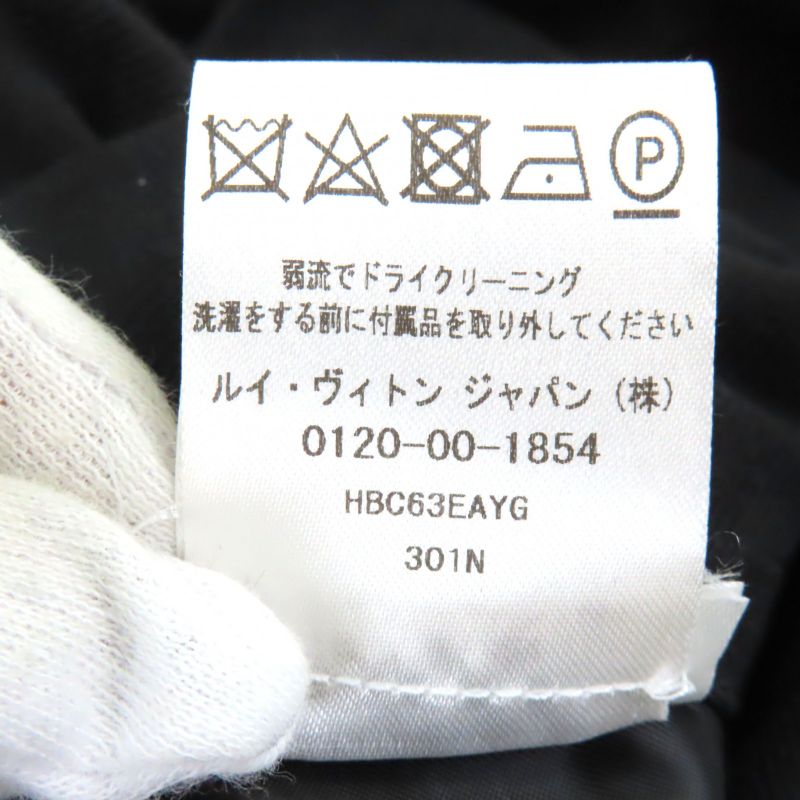 P
弱流でドライクリーニング
洗濯をする前に付属品を取り外してください
ルイ・ヴィトン ジャパン (株)
0120-00-1854
HBC63EAYG
301N